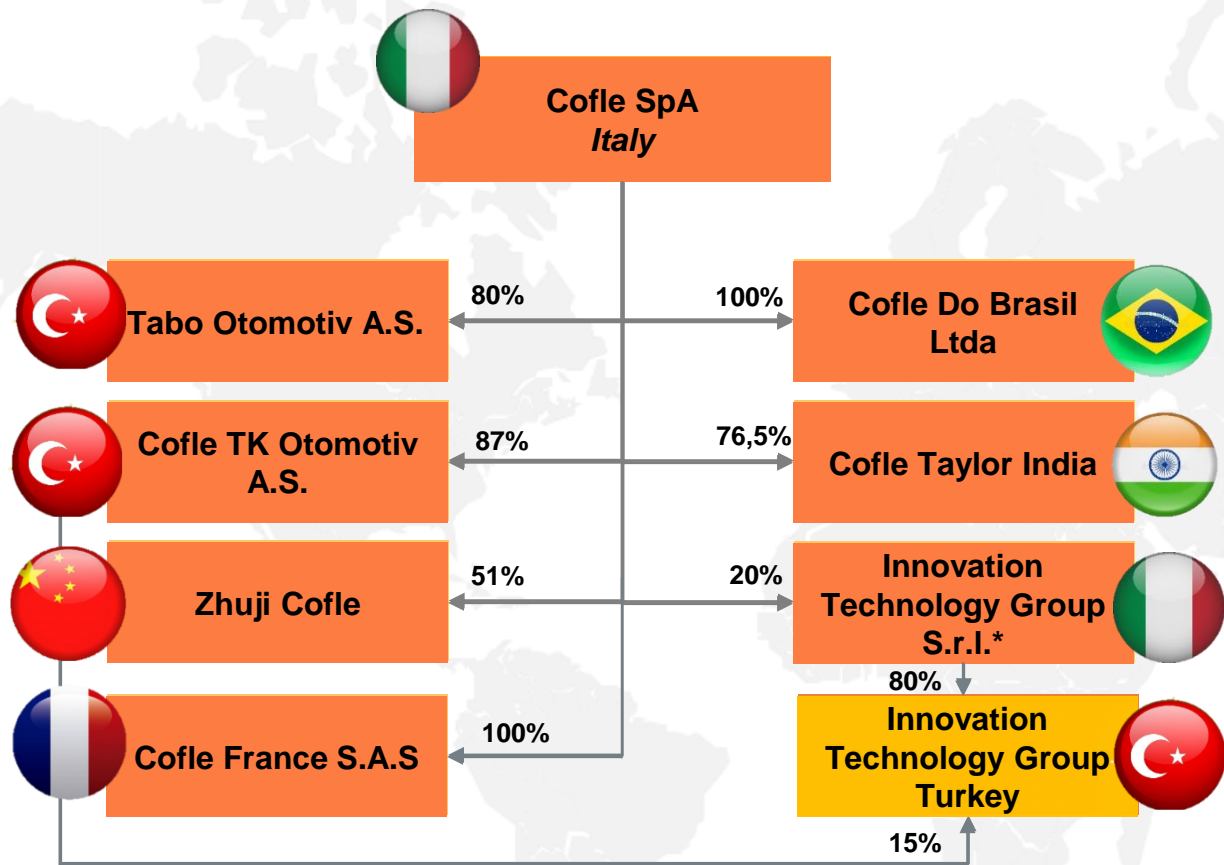 Cofle SpA
Italy
80%
100%
Tabo Otomotiv A.S.
Cofle Do Brasil
Ltda
87%
76,5%
Cofle TK Otomotiv
A.S.
Cofle Taylor India
51%
20%
Zhuji Cofle
Innovation
Technology Group
S.r.l.*
80%
100%
Cofle France S.A.S
Innovation
Technology Group
Turkey
15%